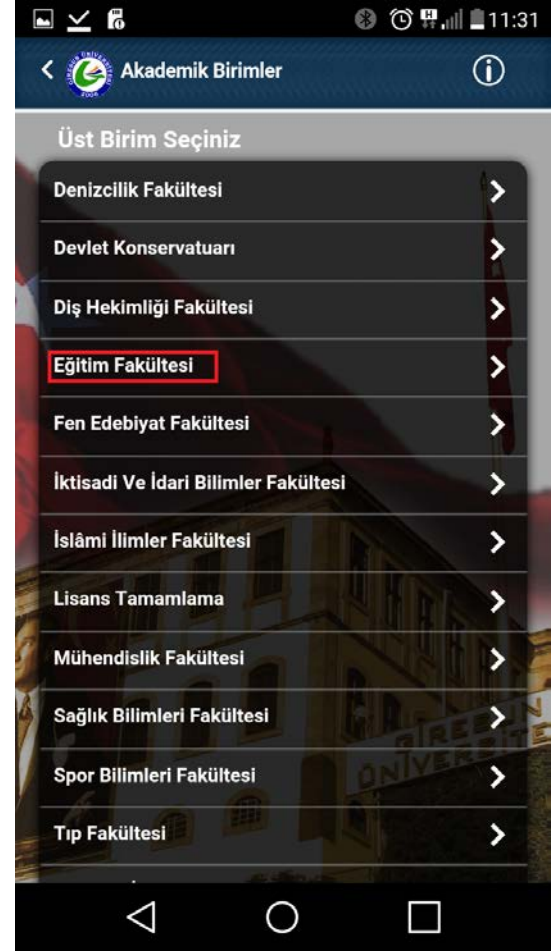 11:31
Akademik Birimler
Üst Birim Seçiniz
Denizcilik Fakültesi
Devlet Konservatuarı
Diş Hekimliği Fakültesi
Eğitim Fakültesi
Fen Edebiyat Fakültesi
İktisadi Ve İdari Bilimler Fakültesi
İslâmi İlimler Fakültesi
Lisans Tamamlama
Mühendislik Fakültesi
Sağlık Bilimleri Fakültesi
Spor Bilimleri Fakültesi
Tıp Fakültesi